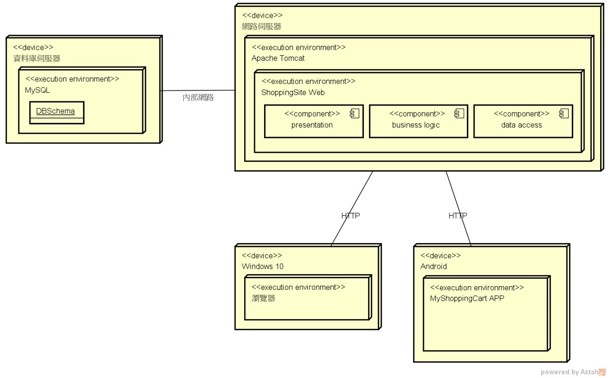 <<device>>
資料庫伺服器
<<execution environment>>
MySQL
DBSchema
內部網路
<<device>>
網路伺服器
<<execution environment>>
Apache Tomcat
<<execution environment>>
ShoppingSite Web
<<component>>
presentation
<<component>>
business logic
<<component>>
data access
HTTP
HTTP
<<device>>
Windows 10
<<execution environment>>
瀏覽器
<<device>>
Android
<<execution environment>>
MyShoppingCart APP
powered by Astah